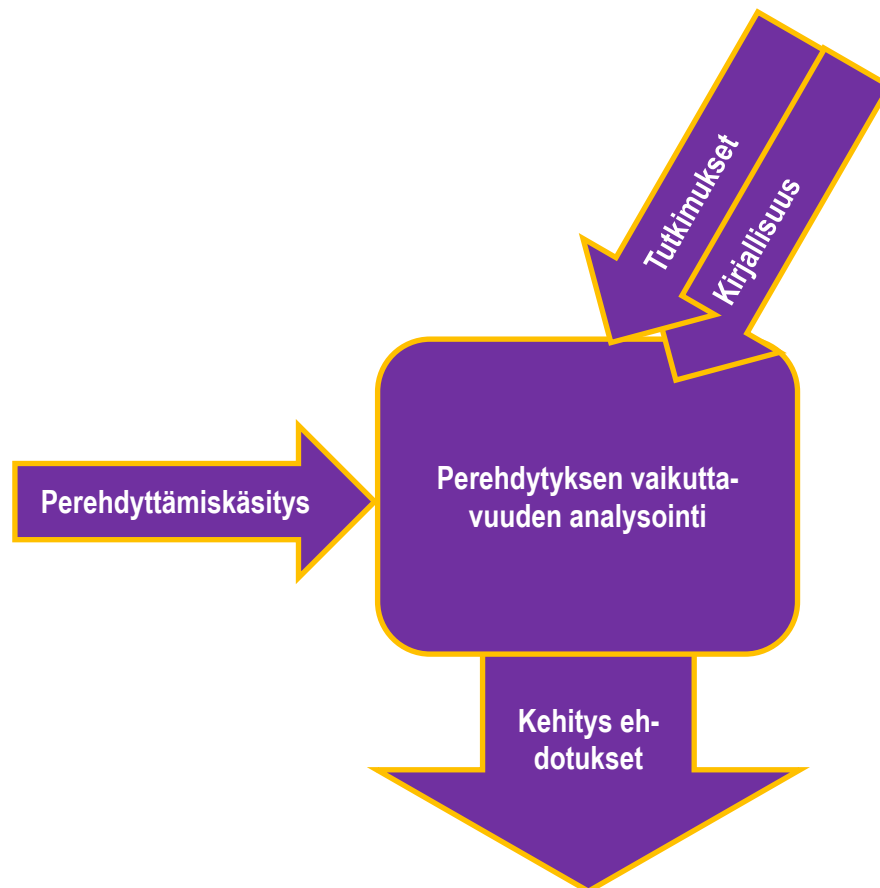 Tutkimukset
Kirjallisuus
Perehdyttämiskäsitys
Perehdytyksen vaikutta-
vuuden analysointi
Kehitys eh-
dotukset